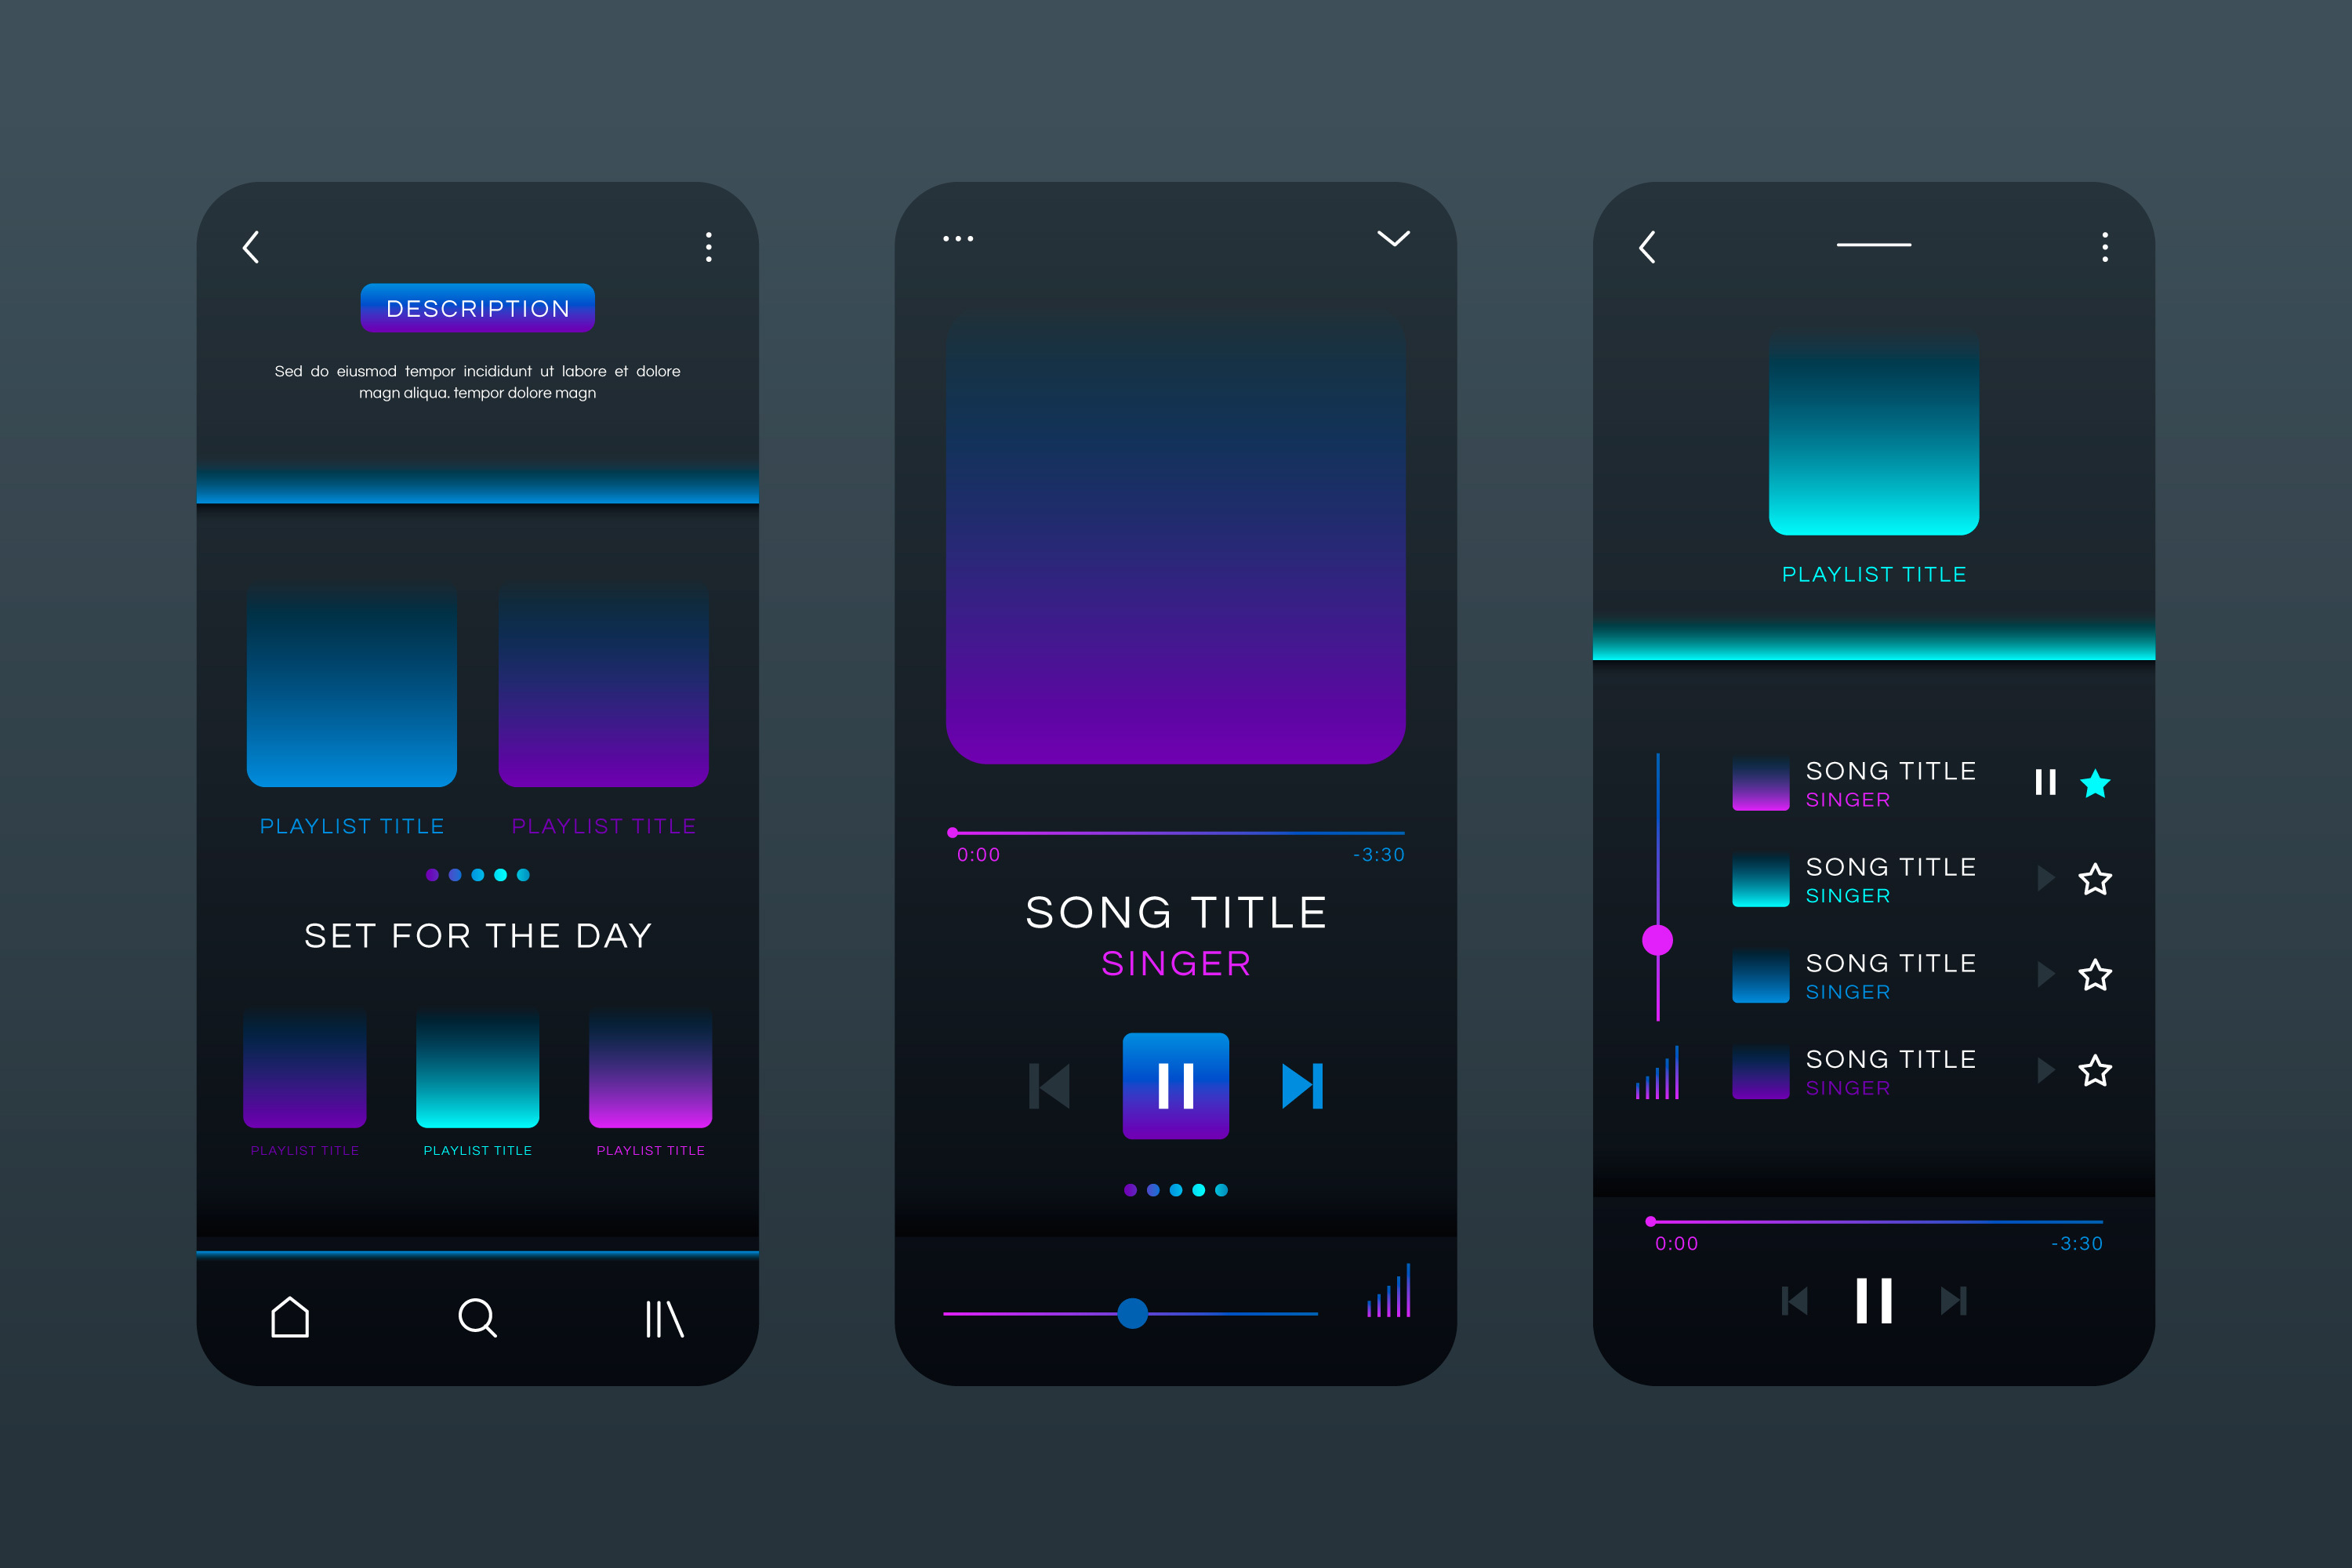 DESCRIPTION
Sed do eiusmod tempor incididunt ut labore et dolore
magn aliqua. tempor dolore magn
PLAYLIST TITLE
PLAYLIST TITLE
SET FOR THE DAY
PLAYLIST TITLE
PLAYLIST TITLE
PLAYLIST TITLE
0:00
-3:30
SONG TITLE
SINGER
PLAYLIST TITLE
SONG TITLE
SINGER
SONG TITLE
SINGER
SONG TITLE
SINGER
SONG TITLE
SINGER
0:00
-3:30